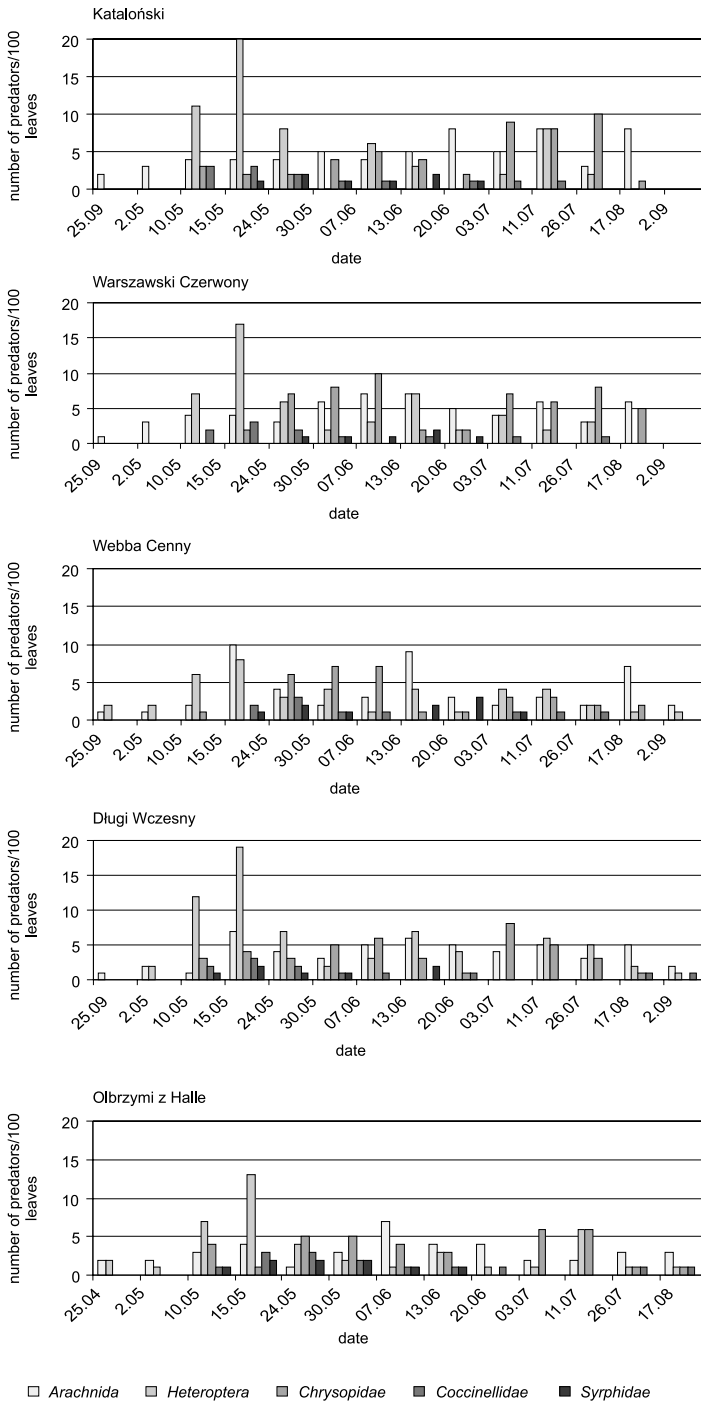 Kataloński
number of predators/100
leaves
20
15
10
5
0
25.09 2.05 10.05 15.05 24.05 30.05 07.06 13.06 20.06 03.07 11.07 26.07 17.08 2.09
date
Warszawski Czerwony
number of predators/100
leaves
20
15
10
5
0
25.09 2.05 10.05 15.05 24.05 30.05 07.06 13.06 20.06 03.07 11.07 26.07 17.08 2.09
date
Webba Cenny
number of predators/100
leaves
20
15
10
5
0
25.09 2.05 10.05 15.05 24.05 30.05 07.06 13.06 20.06 03.07 11.07 26.07 17.08 2.09
date
Długi Wczesny
number of predators/100
leaves
20
15
10
5
0
25.09 2.05 10.05 15.05 24.05 30.05 07.06 13.06 20.06 03.07 11.07 26.07 17.08 2.09
date
Olbrzymi z Halle
number of predators/100
leaves
20
15
10
5
0
25.04 2.05 10.05 15.05 24.05 30.05 07.06 13.06 20.06 03.07 11.07 26.07 17.08
date
Arachnida Heteroptera Chrysopidae Coccinellidae Syrphidae